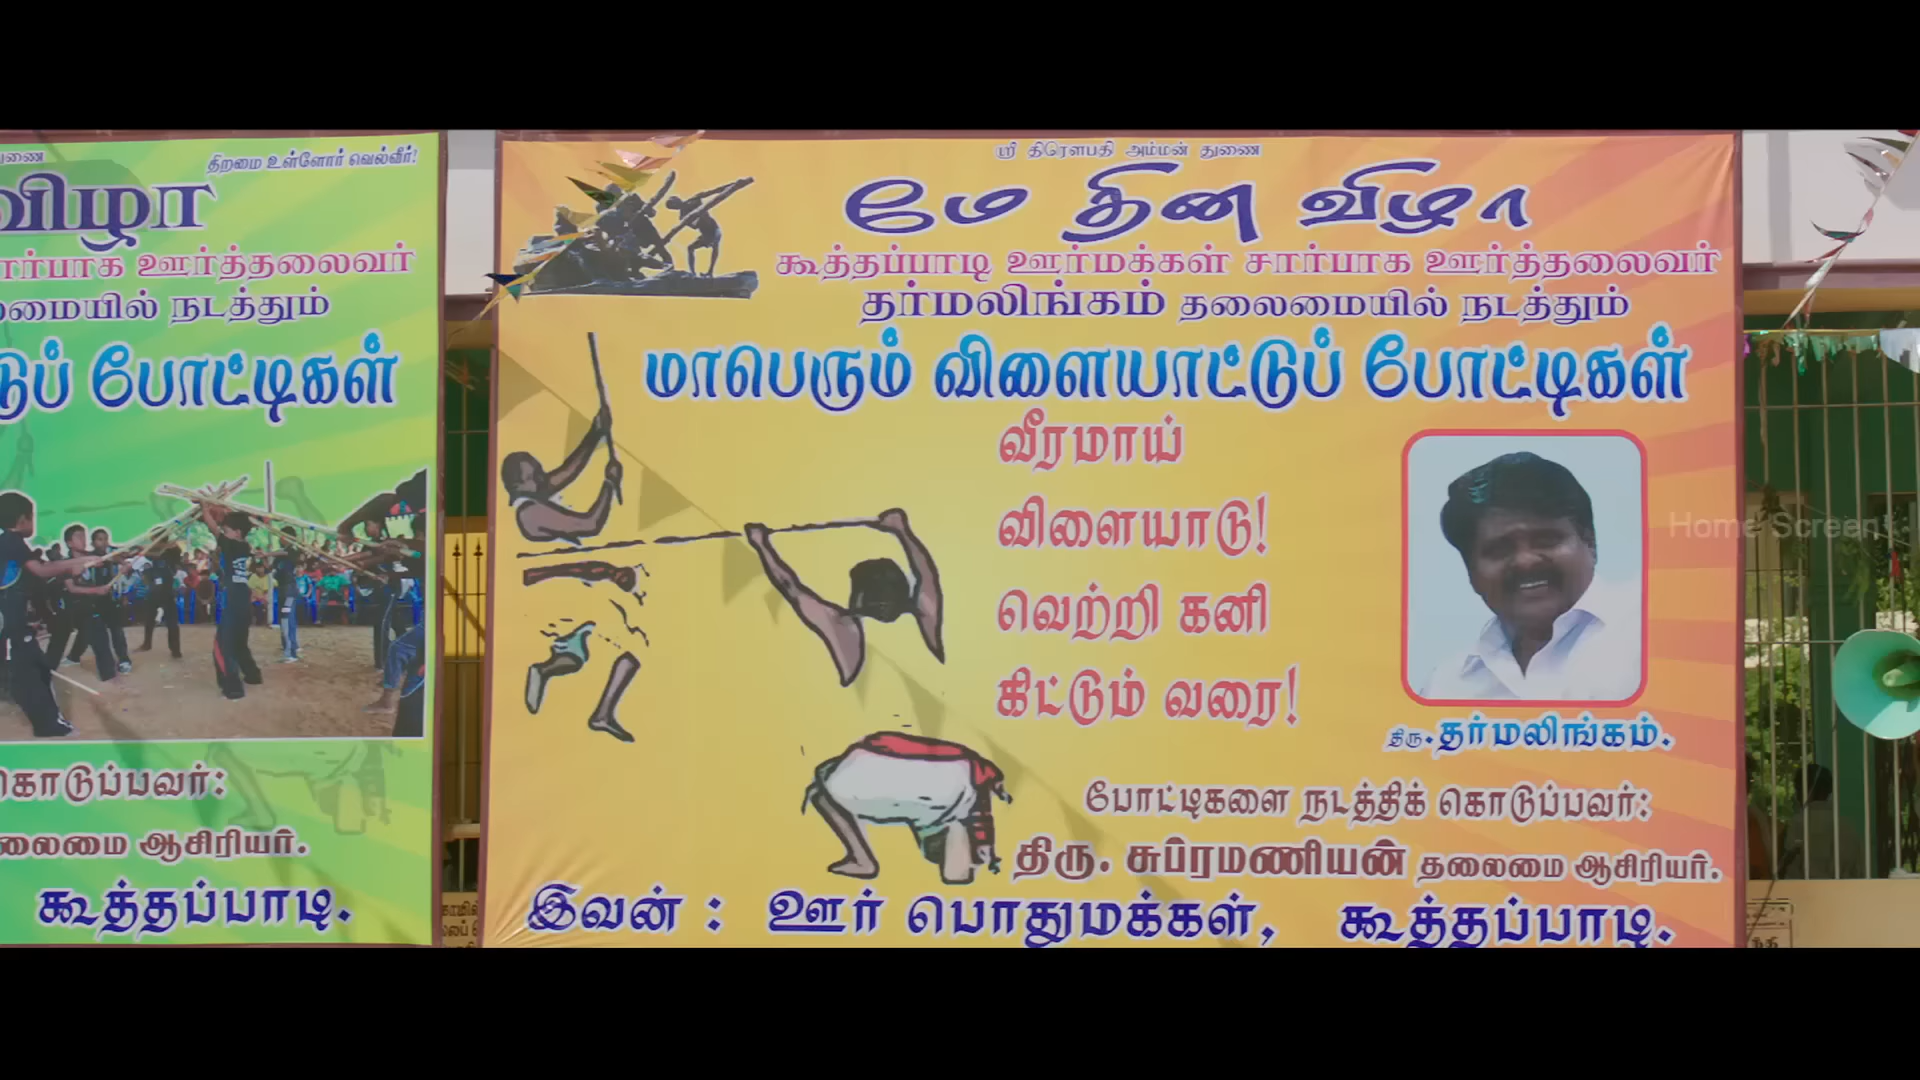 துணை
திறமை உள்ளோர் வெல்வீர்!
விழா
சார்பாக ஊர்த்தலைவர்
தலைமையில் நடத்தும்
போட்டிகள்
கொடுப்பவர்:
தலைமை ஆசிரியர்.
கூத்தப்பாடி.
ஸ்ரீ திரௌபதி அம்மன் துணை
மே தின விழா
கூத்தப்பாடி ஊர்மக்கள் சார்பாக ஊர்த்தலைவர்
தர்மலிங்கம் தலைமையில் நடத்தும்
மாபெரும் விளையாட்டுப் போட்டிகள்
வீரமாய்
விளையாடு!
வெற்றி கனி
கிட்டும் வரை!
திரு.தர்மலிங்கம்.
போட்டிகளை நடத்திக் கொடுப்பவர்:
திரு. சுப்ரமணியன் தலைமை ஆசிரியர்.
இவன் : ஊர் பொதுமக்கள், கூத்தப்பாடி.
Home Screen